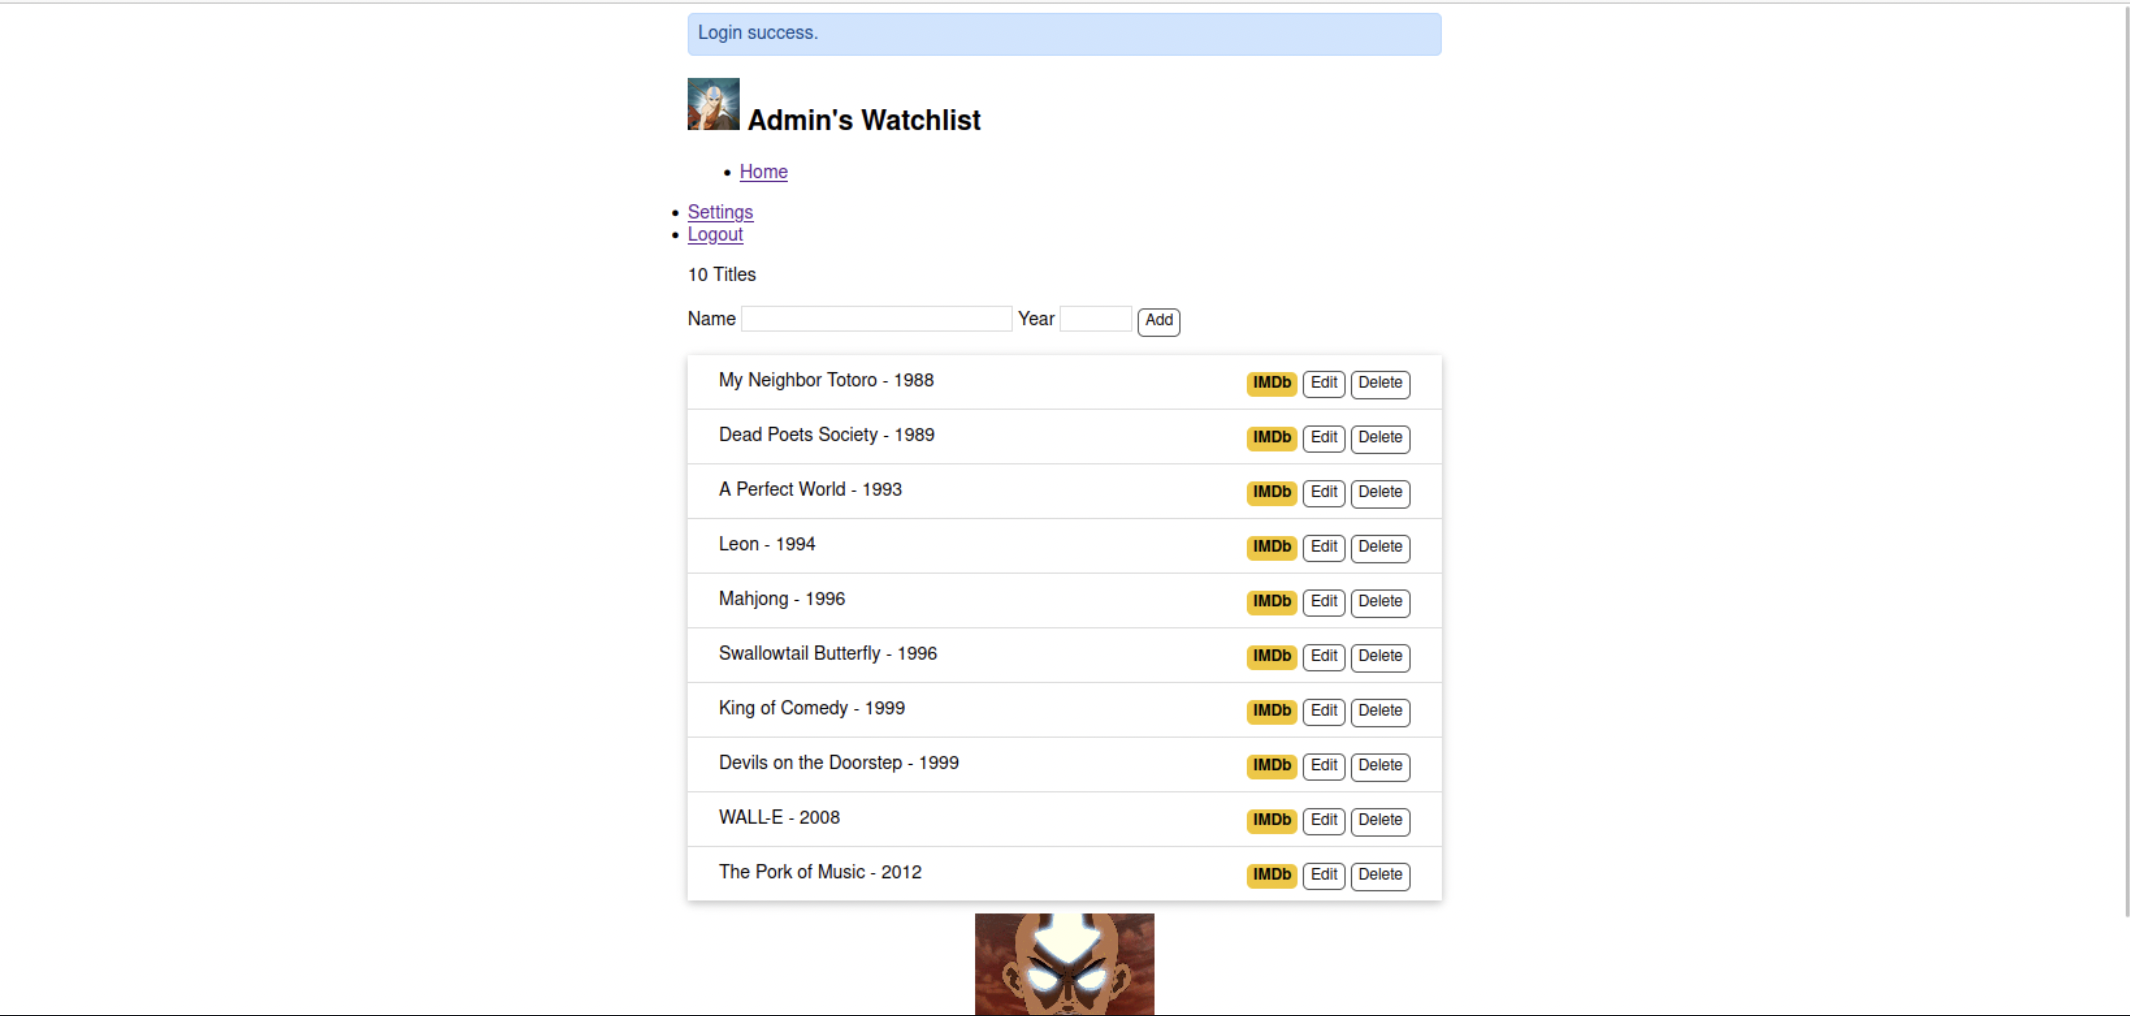 Login success.
Admin's Watchlist
Home
Settings
Logout
10 Titles
Name Year Add
My Neighbor Totoro - 1988 IMDb Edit Delete
Dead Poets Society - 1989 IMDb Edit Delete
A Perfect World - 1993 IMDb Edit Delete
Leon - 1994 IMDb Edit Delete
Mahjong - 1996 IMDb Edit Delete
Swallowtail Butterfly - 1996 IMDb Edit Delete
King of Comedy - 1999 IMDb Edit Delete
Devils on the Doorstep - 1999 IMDb Edit Delete
WALL-E - 2008 IMDb Edit Delete
The Pork of Music - 2012 IMDb Edit Delete